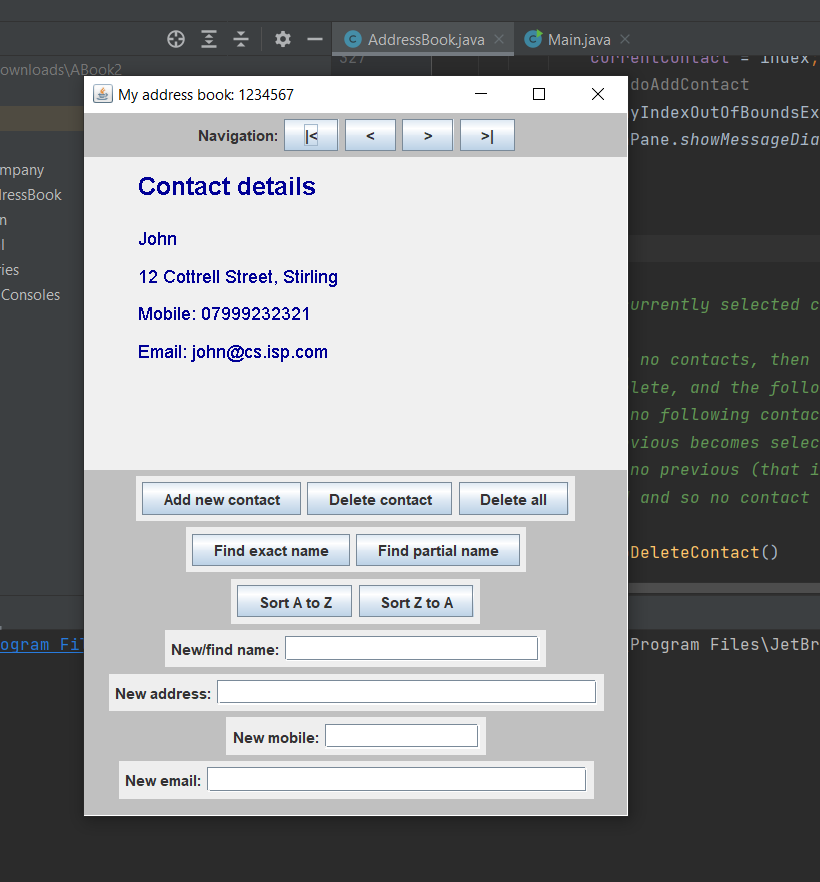 AddressBook.java
Main.java
ownloads\ABook2
327
currentContact = index,
My address book: 1234567
doAddContact
yIndexOutOfBoundsEx
Pane.showMessageDia
Navigation: |< < > >|
Contact details
John
12 Cottrell Street, Stirling
Mobile: 07999232321
Email: john@cs.isp.com
mpany
ressBook
n
l
ries
Consoles
urrently selected c
no contacts, then
lete, and the follo
no following contac
vious becomes selec
no previous (that i
and so no contact
DeleteContact()
Add new contact Delete contact Delete all
Find exact name Find partial name
Sort A to Z Sort Z to A
New/find name:
ogram Fil
Program Files\JetBr
New address:
New mobile:
New email: